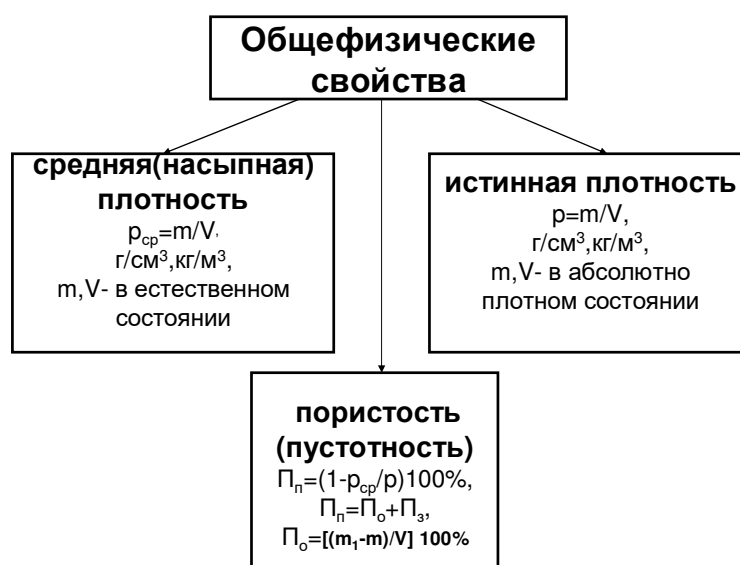 Общефизические
свойства
средняя(насыпная)
плотность
pср=m/V,
г/см³,кг/м³,
m,V- в естественном
состоянии
истинная плотность
p=m/V,
г/см³,кг/м³,
m,V- в абсолютно
плотном состоянии
пористость
(пустотность)
Пп=(1-pср/p)100%,
Пп=По+Пз,
По=[(m₁-m)/V] 100%